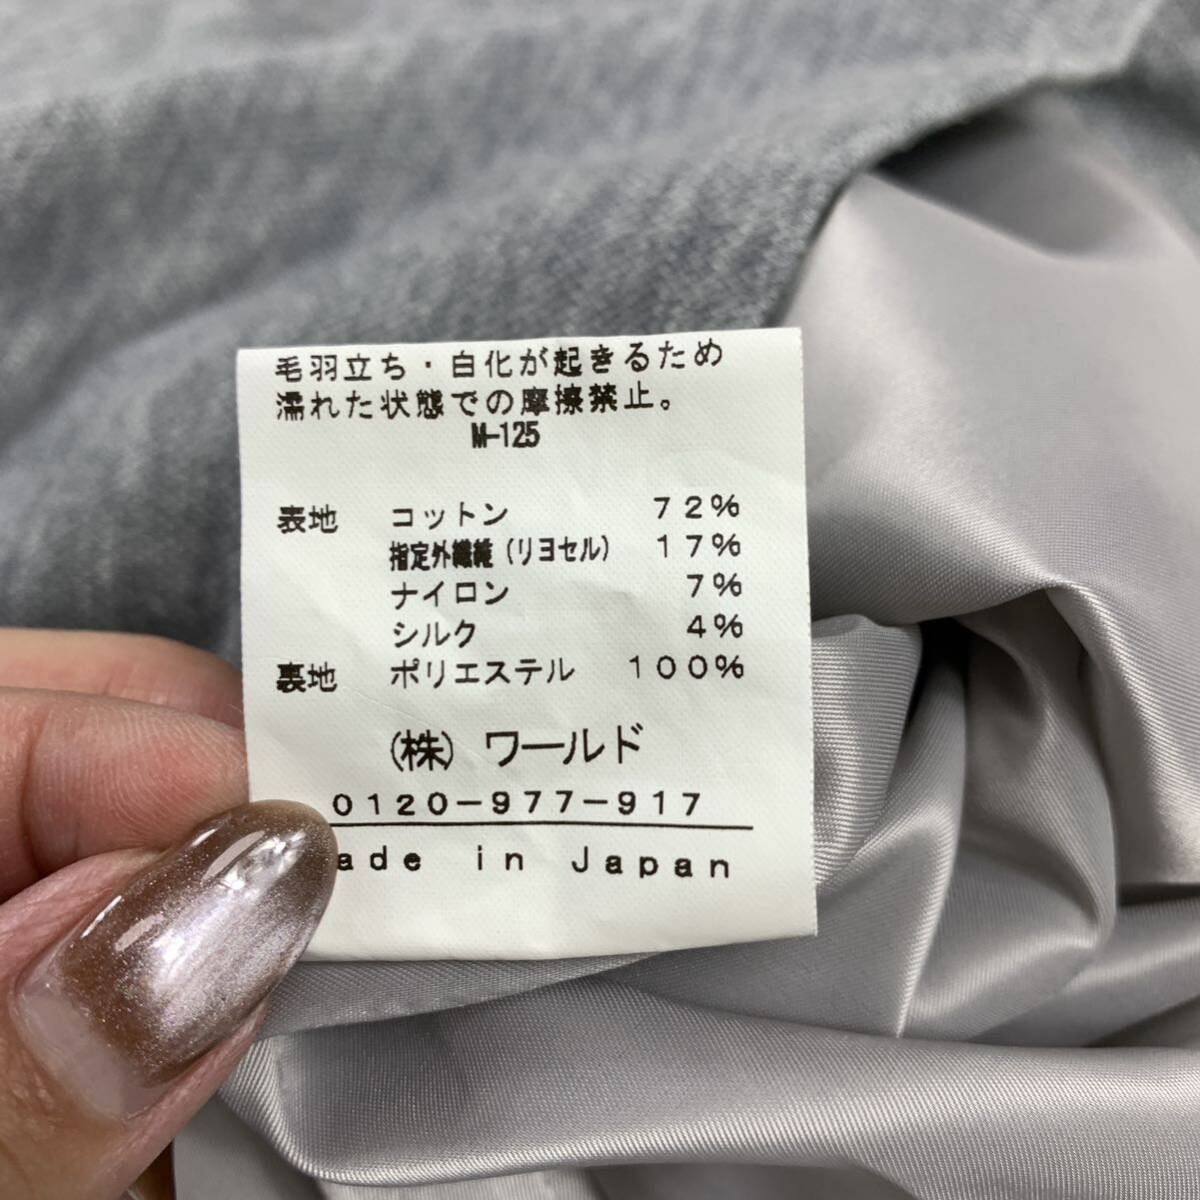 毛羽立ち・白化が起きるため
濡れた状態での摩擦禁止。
M-125
表地 コットン 72%
指定外繊維(リヨセル) 17%
ナイロン 7%
シルク 4%
裏地 ポリエステル 100%
(株) ワールド
0120-977-917
ade in Japan